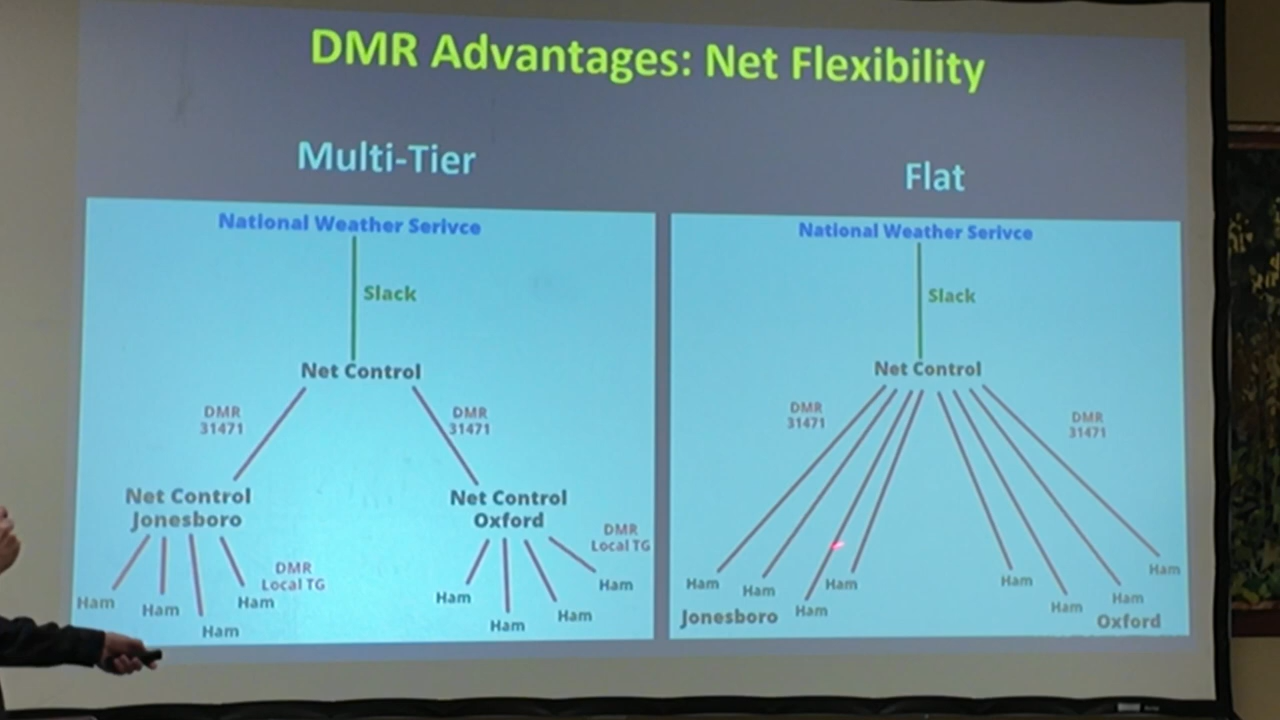 DMR Advantages: Net Flexibility
Multi-Tier
National Weather Serivce
Slack
Net Control
DMR
31471
DMR
31471
Net Control
Jonesboro
Net Control
Oxford
DMR
Local TG
DMR
Local TG
Ham
Ham
Ham
Ham
Ham
Ham
Ham
Ham
Flat
National Weather Serivce
Slack
Net Control
DMR
31471
DMR
31471
Ham
Ham
Ham
Ham
Jonesboro
Ham
Ham
Ham
Ham
Oxford